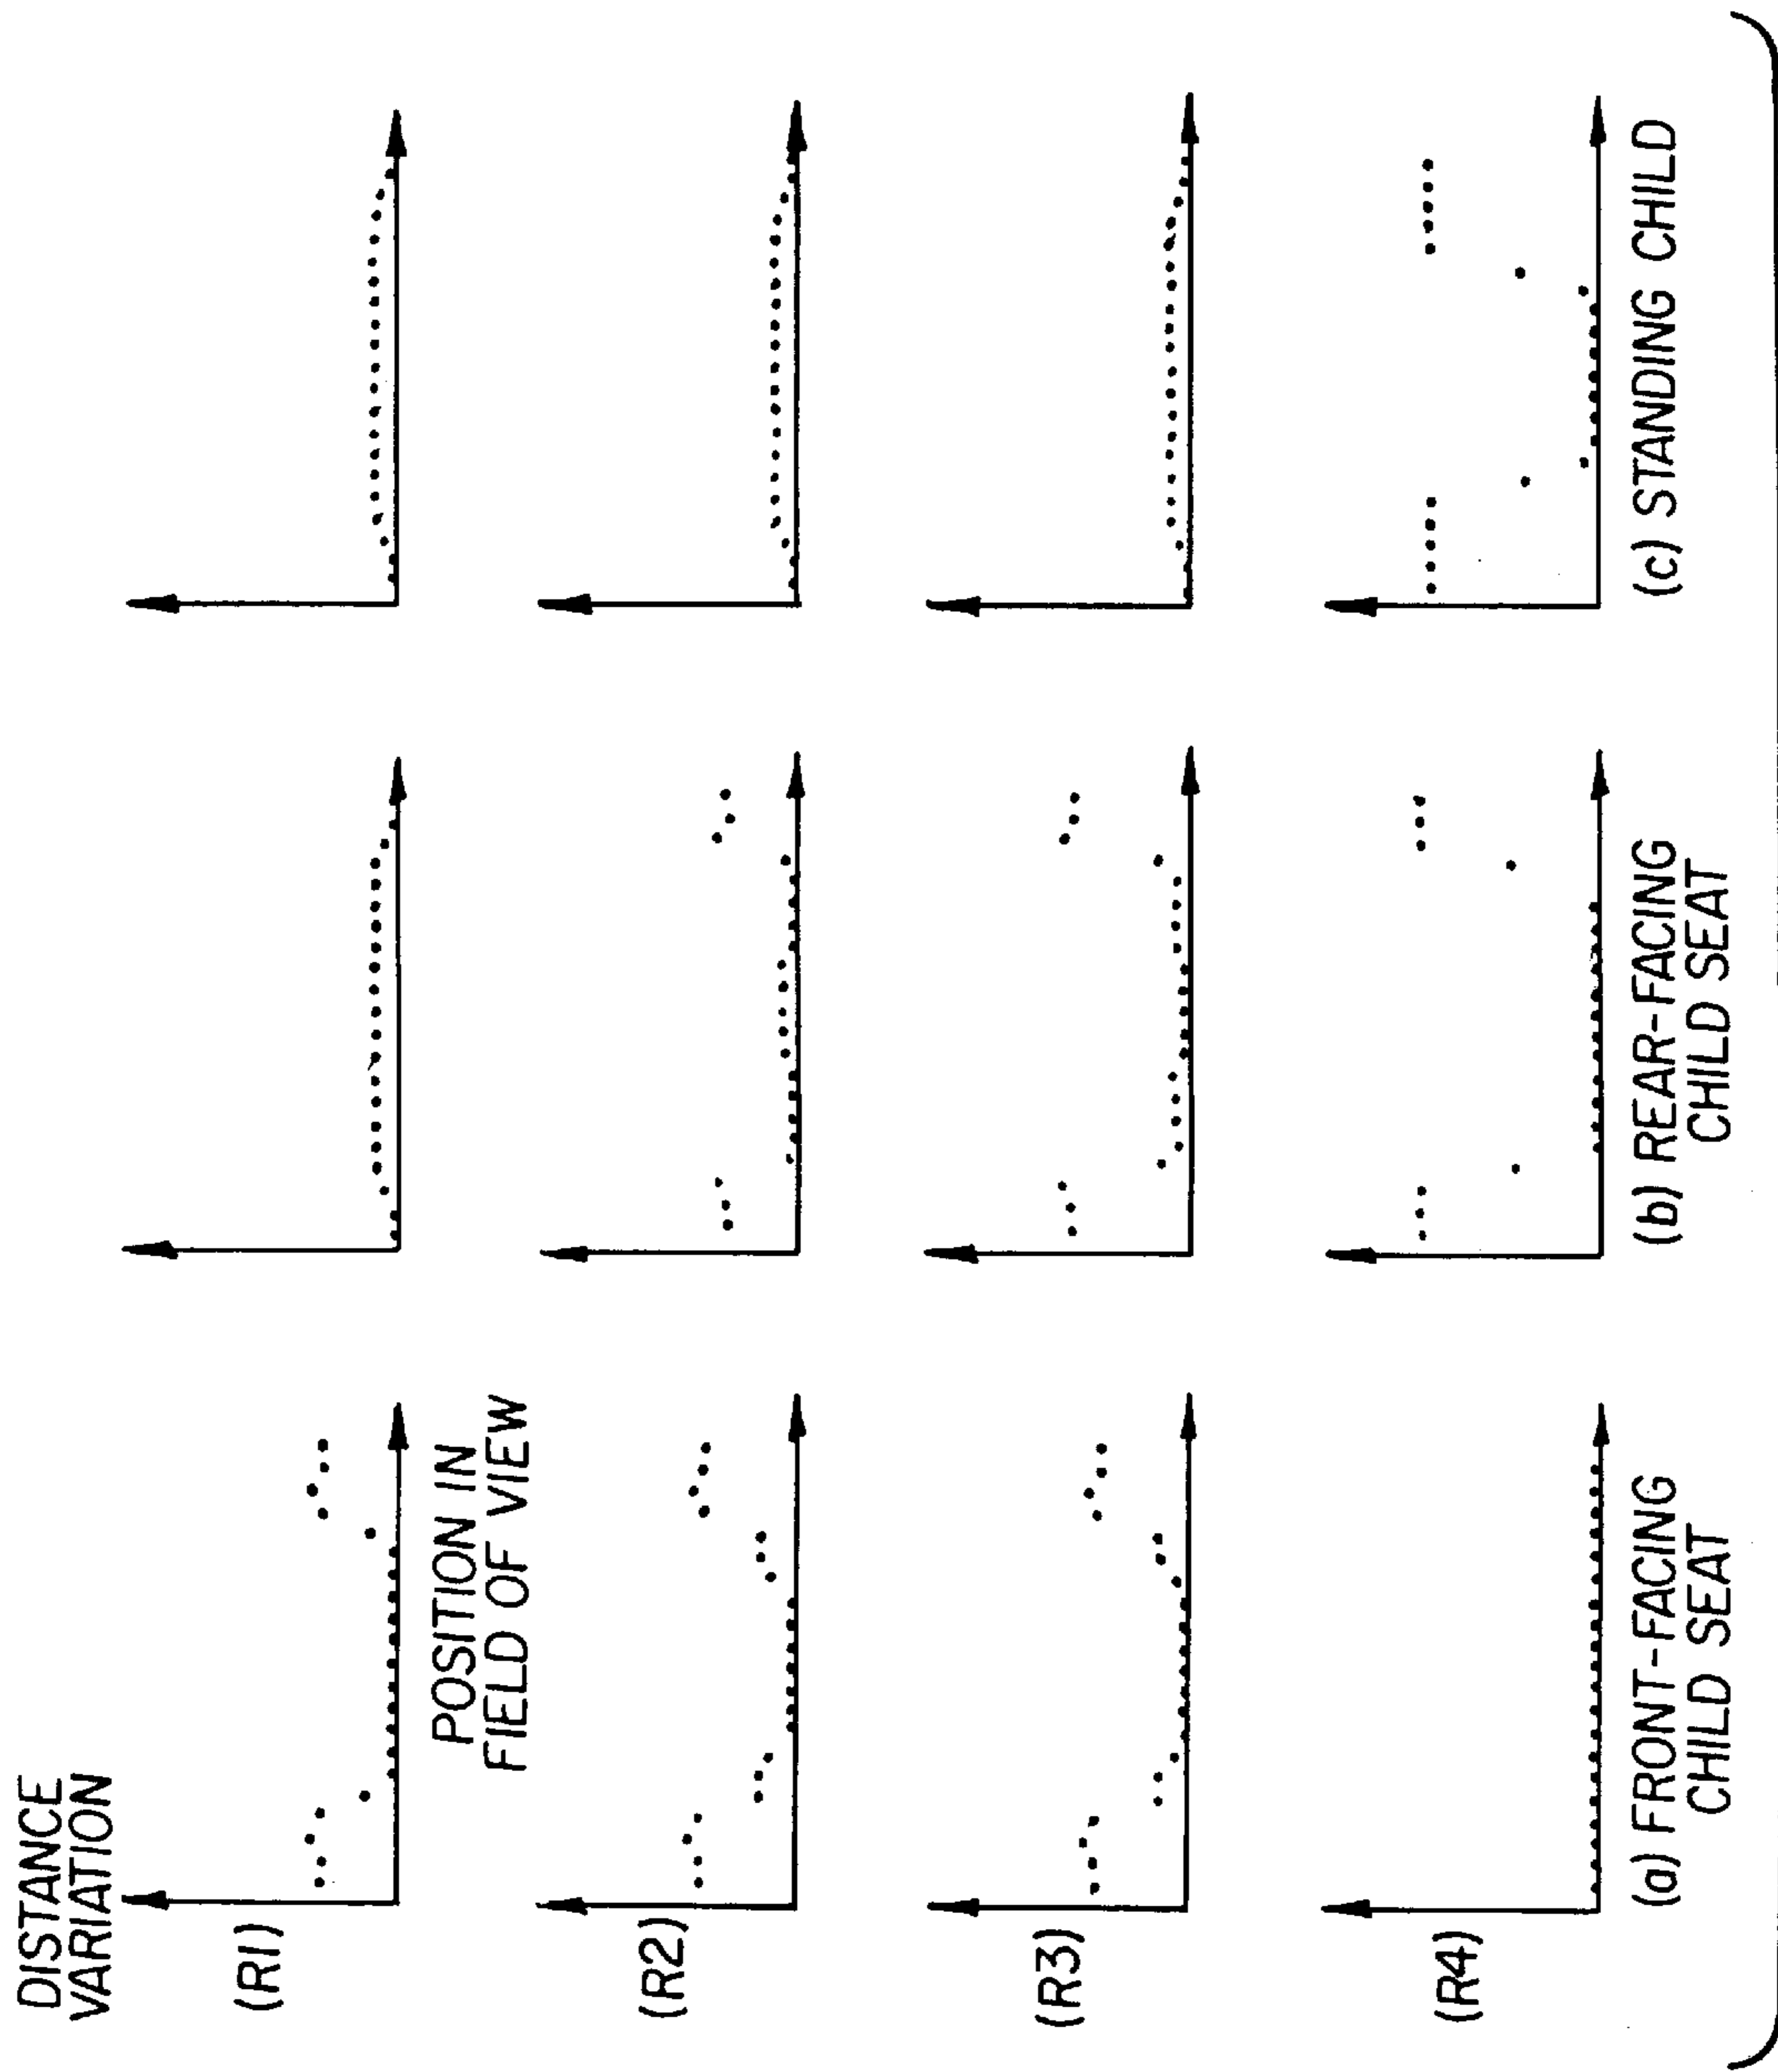 DISTANCE
VARIATION
(R1)
POSITION IN
FIELD OF VIEW
(R2)
(R3)
(R4)
(a) FRONT-FACING
CHILD SEAT
(b) REAR-FACING
CHILD SEAT
(c) STANDING CHILD